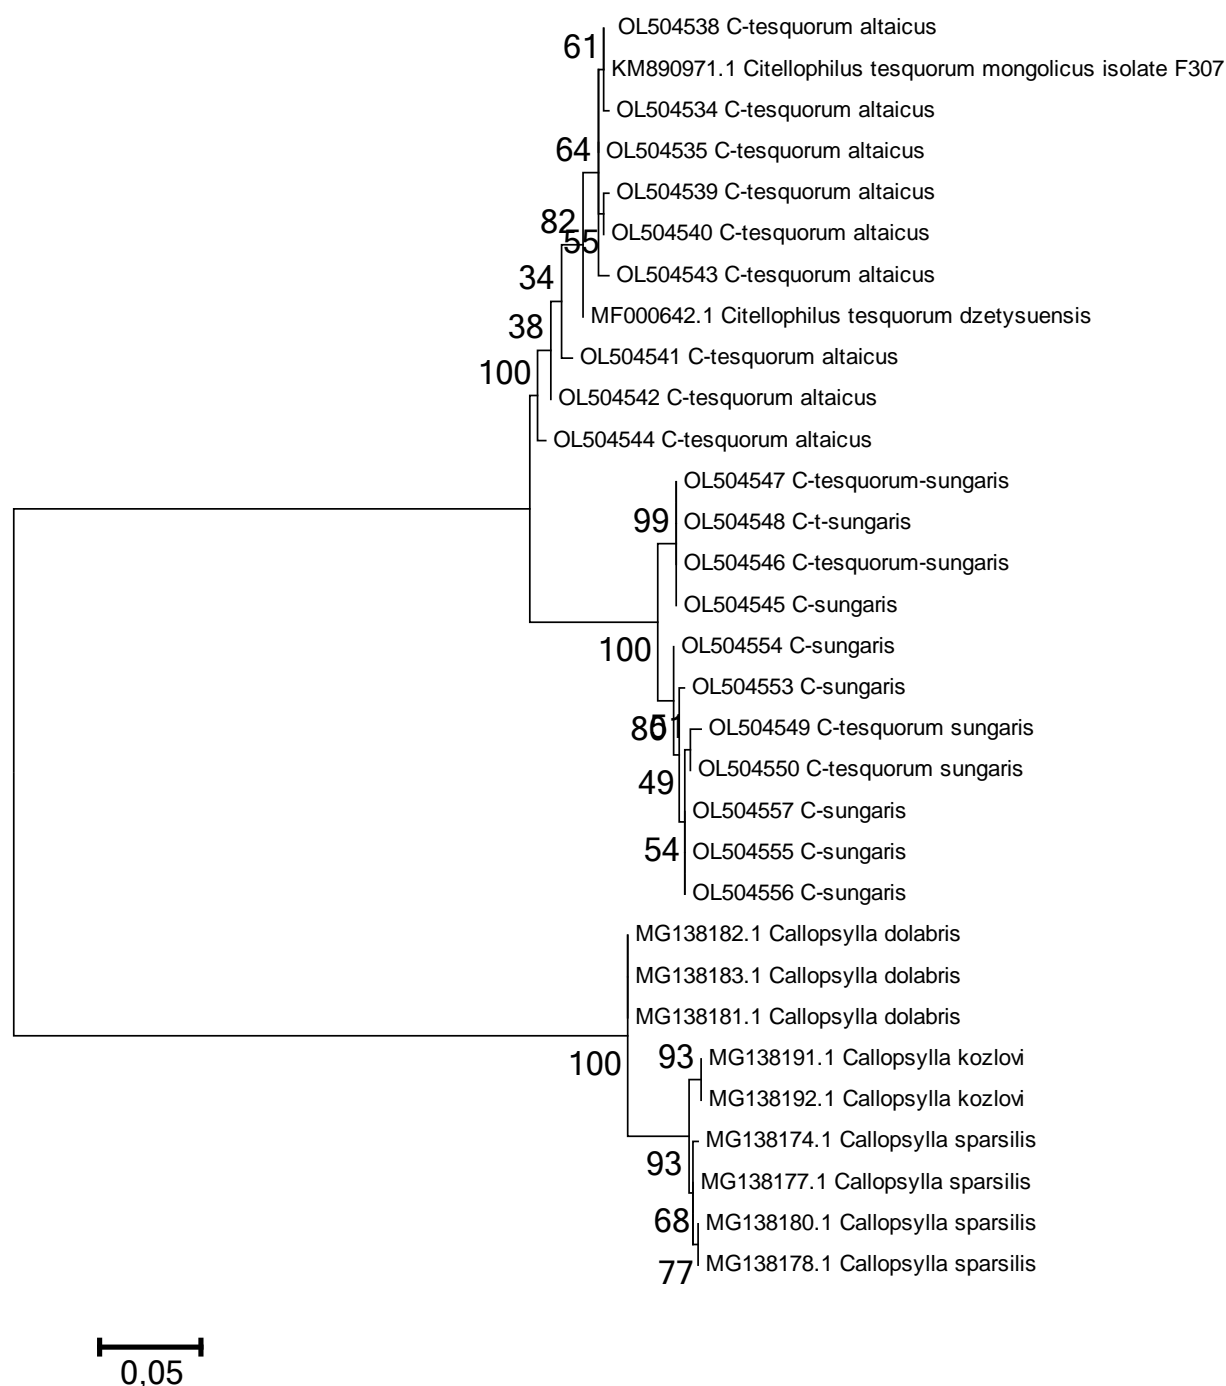 OL504538 C-tesquorum altaicus
61
KM890971.1 Citellophilus tesquorum mongolicus isolate F307
OL504534 C-tesquorum altaicus
64
OL504535 C-tesquorum altaicus
OL504539 C-tesquorum altaicus
82
OL504540 C-tesquorum altaicus
55
34
OL504543 C-tesquorum altaicus
MF000642.1 Citellophilus tesquorum dzetysuensis
38
OL504541 C-tesquorum altaicus
100
OL504542 C-tesquorum altaicus
OL504544 C-tesquorum altaicus
OL504547 C-tesquorum-sungaris
99
OL504548 C-t-sungaris
OL504546 C-tesquorum-sungaris
OL504545 C-sungaris
100
OL504554 C-sungaris
OL504553 C-sungaris
80
51
OL504549 C-tesquorum sungaris
OL504550 C-tesquorum sungaris
49
OL504557 C-sungaris
54
OL504555 C-sungaris
OL504556 C-sungaris
MG138182.1 Callopsylla dolabris
MG138183.1 Callopsylla dolabris
MG138181.1 Callopsylla dolabris
100
93
MG138191.1 Callopsylla kozlovi
MG138192.1 Callopsylla kozlovi
MG138174.1 Callopsylla sparsilis
93
MG138177.1 Callopsylla sparsilis
68
MG138180.1 Callopsylla sparsilis
77
MG138178.1 Callopsylla sparsilis
0,05